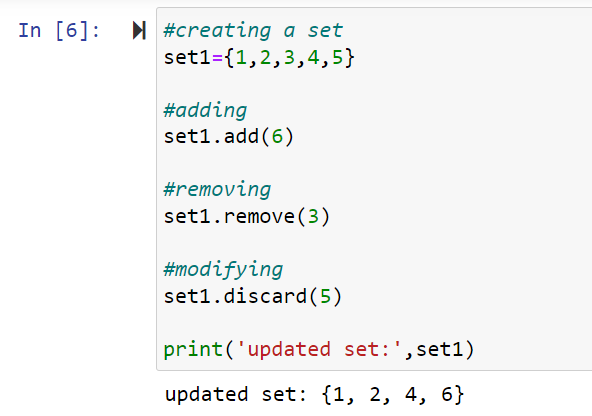 In [6]:
#creating a set
set1={1,2,3,4,5}
#adding
set1.add(6)
#removing
set1.remove(3)
#modifying
set1.discard(5)
print('updated set:',set1)
updated set: {1, 2, 4, 6}